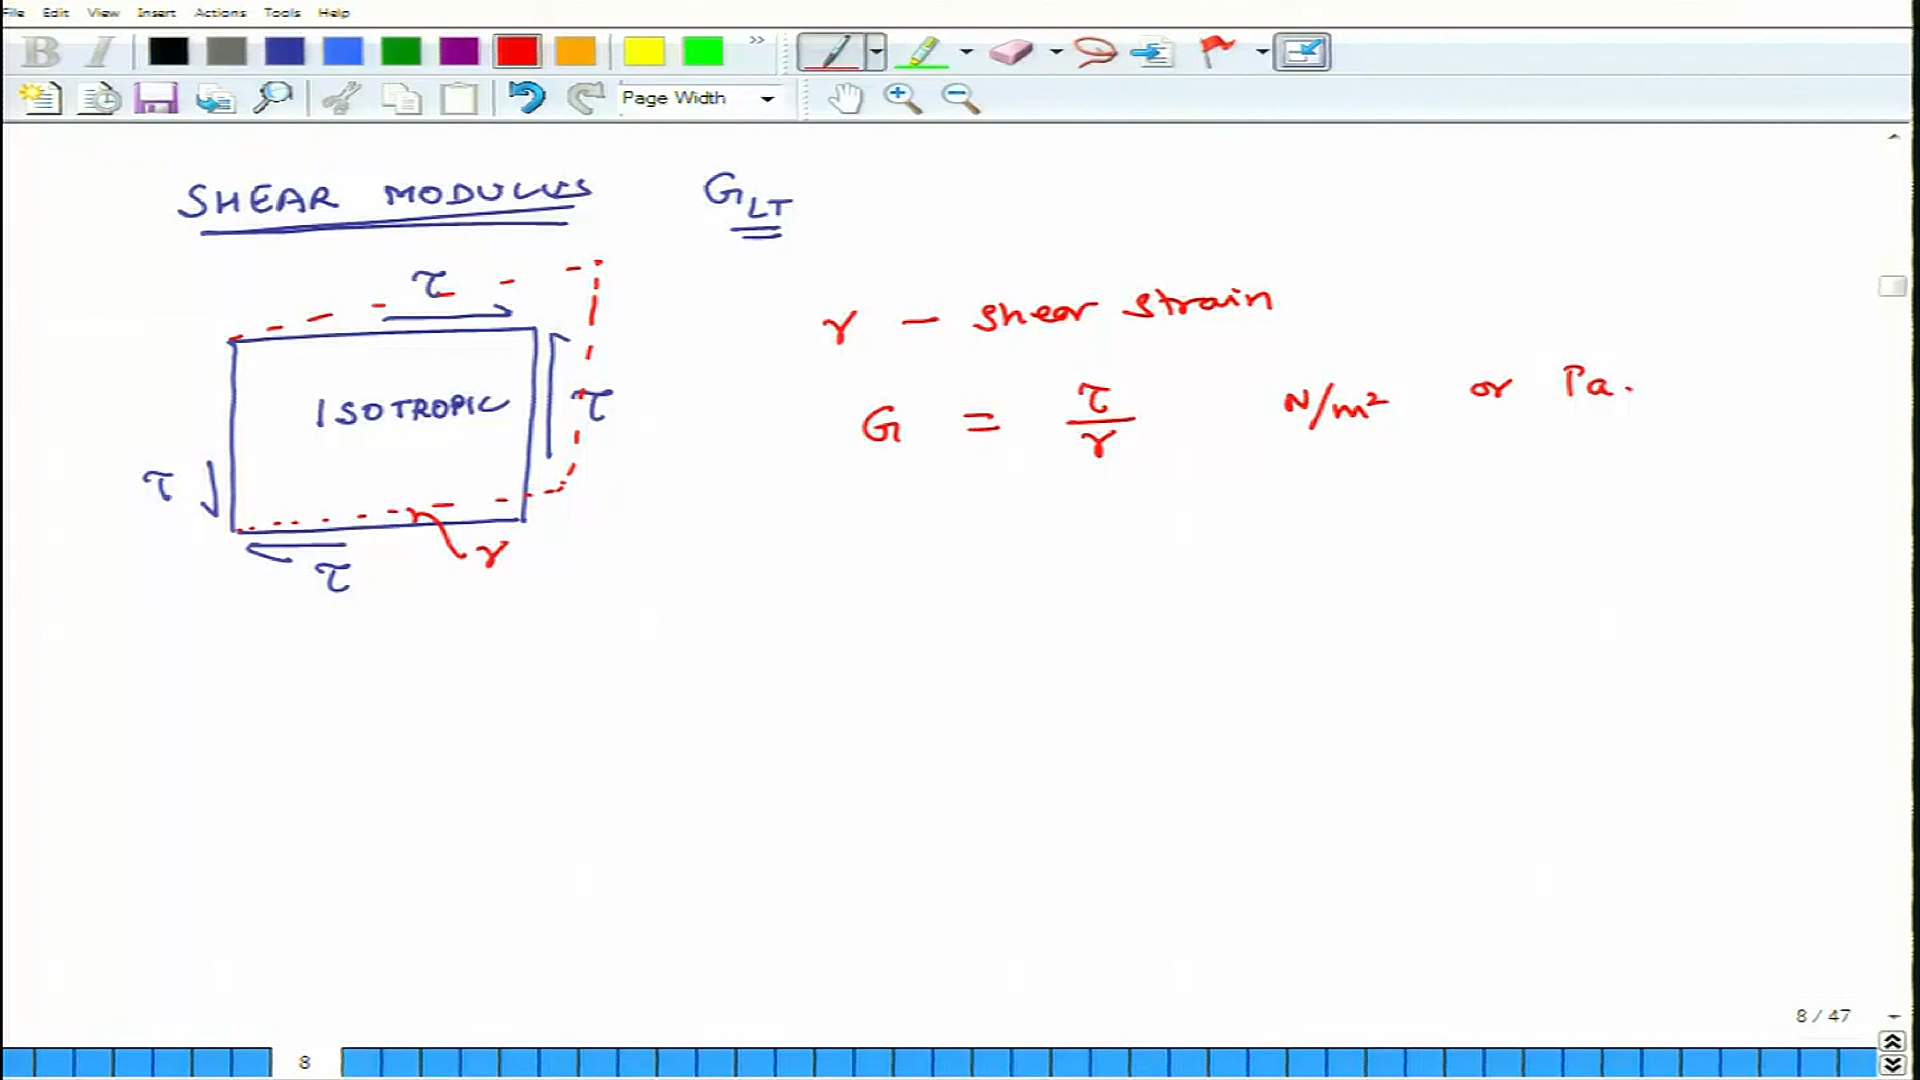 File Edit View Insert Actions Tools Help
B I
Page Width
SHEAR MODULUS G_LT
τ
γ – shear strain
ISOTROPIC
τ
G = τ/γ N/m² or Pa.
τ
τ
γ
8 / 47
8